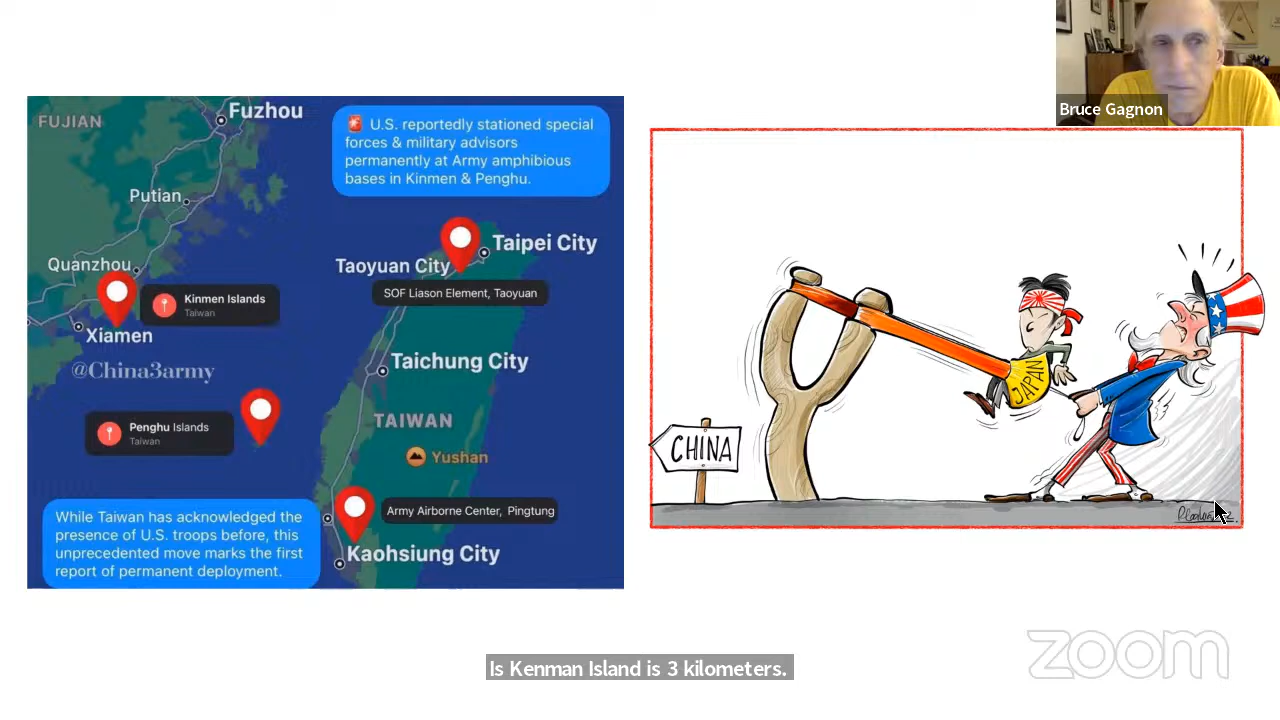 Bruce Gagnon
FUJIAN
Fuzhou
🚨 U.S. reportedly stationed special
forces & military advisors
permanently at Army amphibious
bases in Kinmen & Penghu.
Putian
Quanzhou
Kinmen Islands
Taiwan
Xiamen
@China3army
Taipei City
Taoyuan City
SOF Liason Element, Taoyuan
Taichung City
Penghu Islands
Taiwan
TAIWAN
Yushan
Army Airborne Center, Pingtung
Kaohsiung City
While Taiwan has acknowledged the
presence of U.S. troops before, this
unprecedented move marks the first
report of permanent deployment.
JAPAN
CHINA
zoom
Is Kenman Island is 3 kilometers.